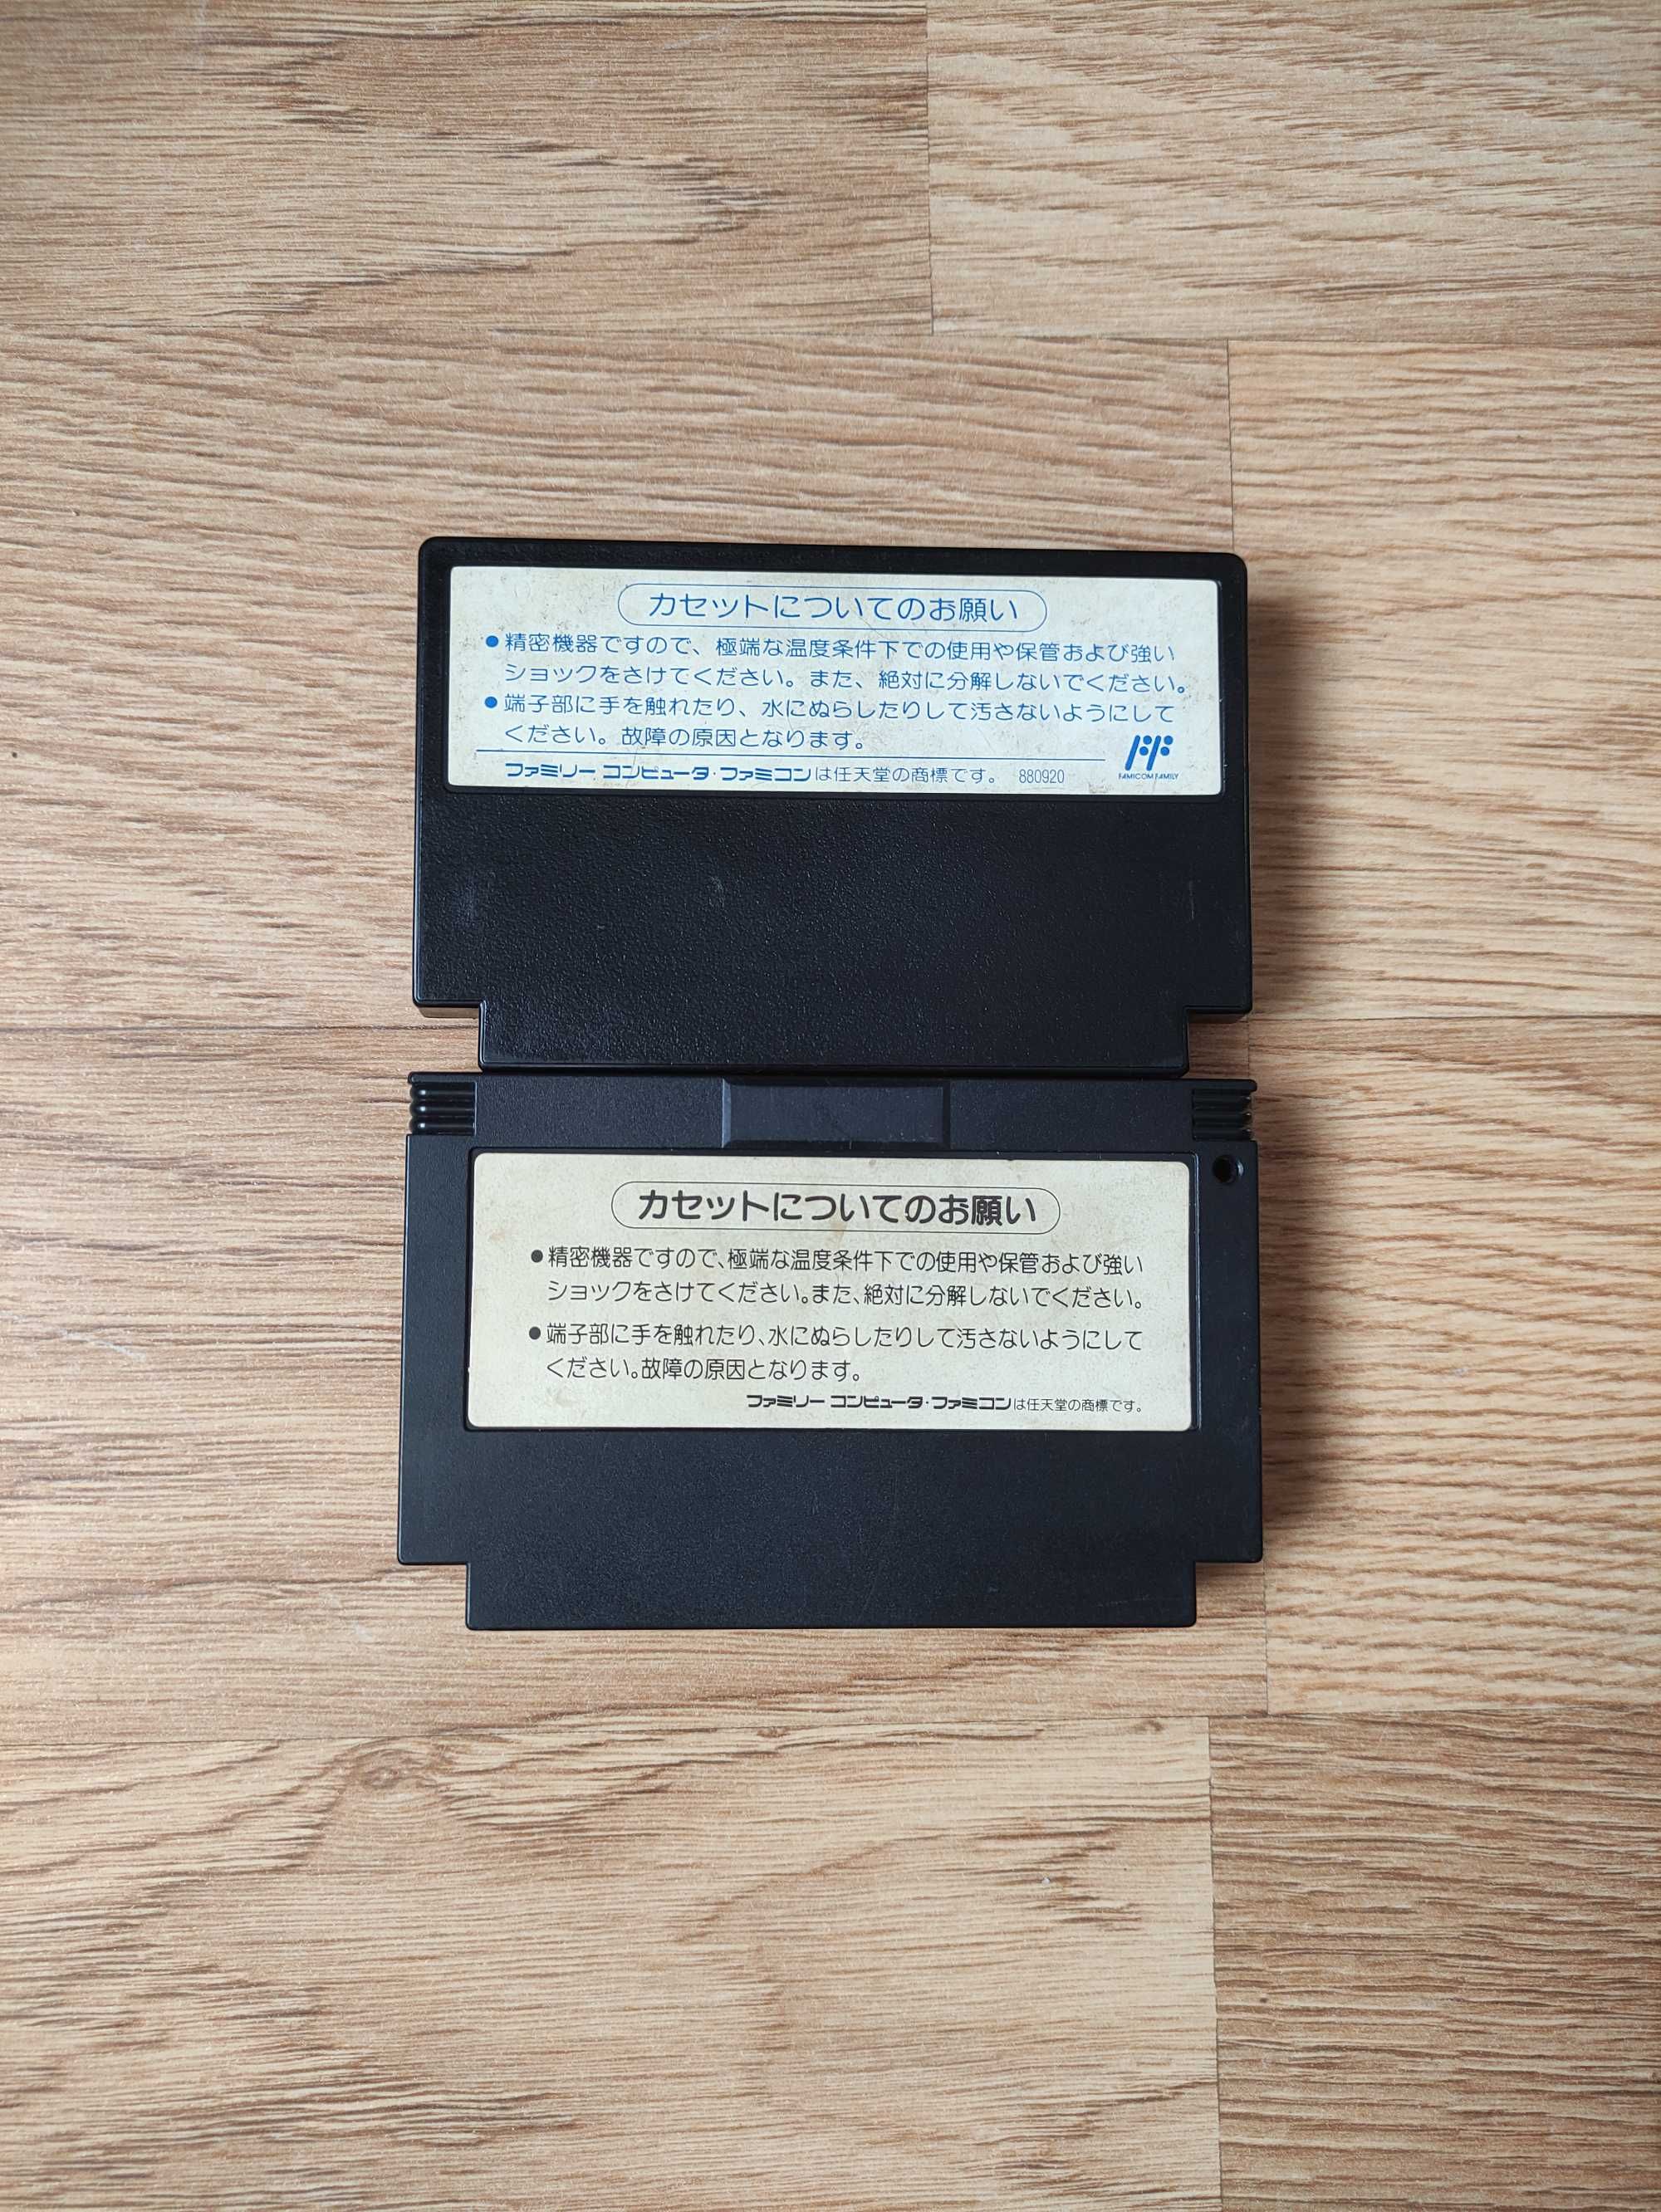 カセットについてのお願い
●精密機器ですので、極端な温度条件下での使用や保管および強い
ショックをさけてください。また、絶対に分解しないでください。
●端子部に手を触れたり、水にぬらしたりして汚さないようにして
ください。故障の原因となります。
ファミリー コンピュータ・ファミコンは任天堂の商標です。 880920
FAMICOM FAMILY
カセットについてのお願い
●精密機器ですので、極端な温度条件下での使用や保管および強い
ショックをさけてください。また、絶対に分解しないでください。
●端子部に手を触れたり、水にぬらしたりして汚さないようにして
ください。故障の原因となります。
ファミリー コンピュータ・ファミコンは任天堂の商標です。